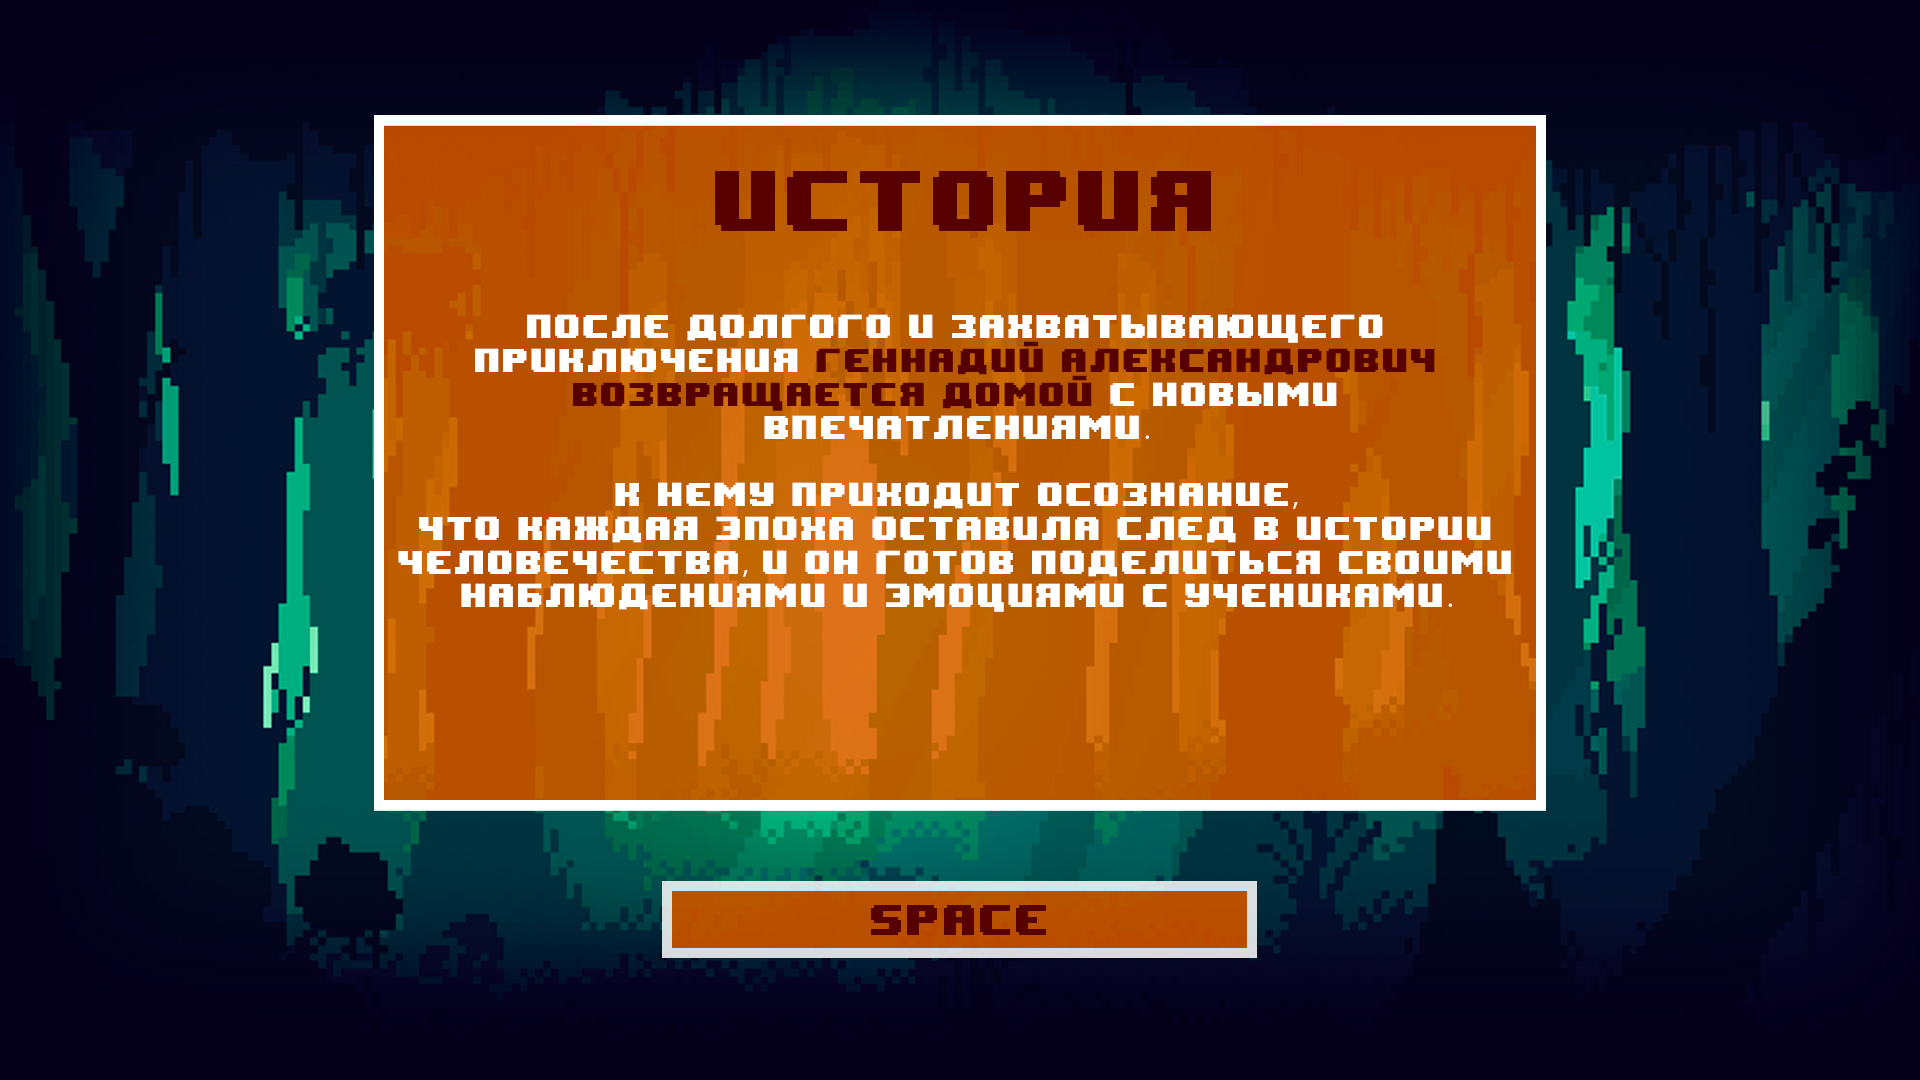 ИСТОРИЯ
ПОСЛЕ ДОЛГОГО И ЗАХВАТЫВАЮЩЕГО
ПРИКЛЮЧЕНИЯ ГЕННАДИЙ АЛЕКСАНДРОВИЧ
ВОЗВРАЩАЕТСЯ ДОМОЙ С НОВЫМИ
ВПЕЧАТЛЕНИЯМИ.
К НЕМУ ПРИХОДИТ ОСОЗНАНИЕ,
ЧТО КАЖДАЯ ЭПОХА ОСТАВИЛА СЛЕД В ИСТОРИИ
ЧЕЛОВЕЧЕСТВА, И ОН ГОТОВ ПОДЕЛИТЬСЯ СВОИМИ
НАБЛЮДЕНИЯМИ И ЭМОЦИЯМИ С УЧЕНИКАМИ.
SPACE